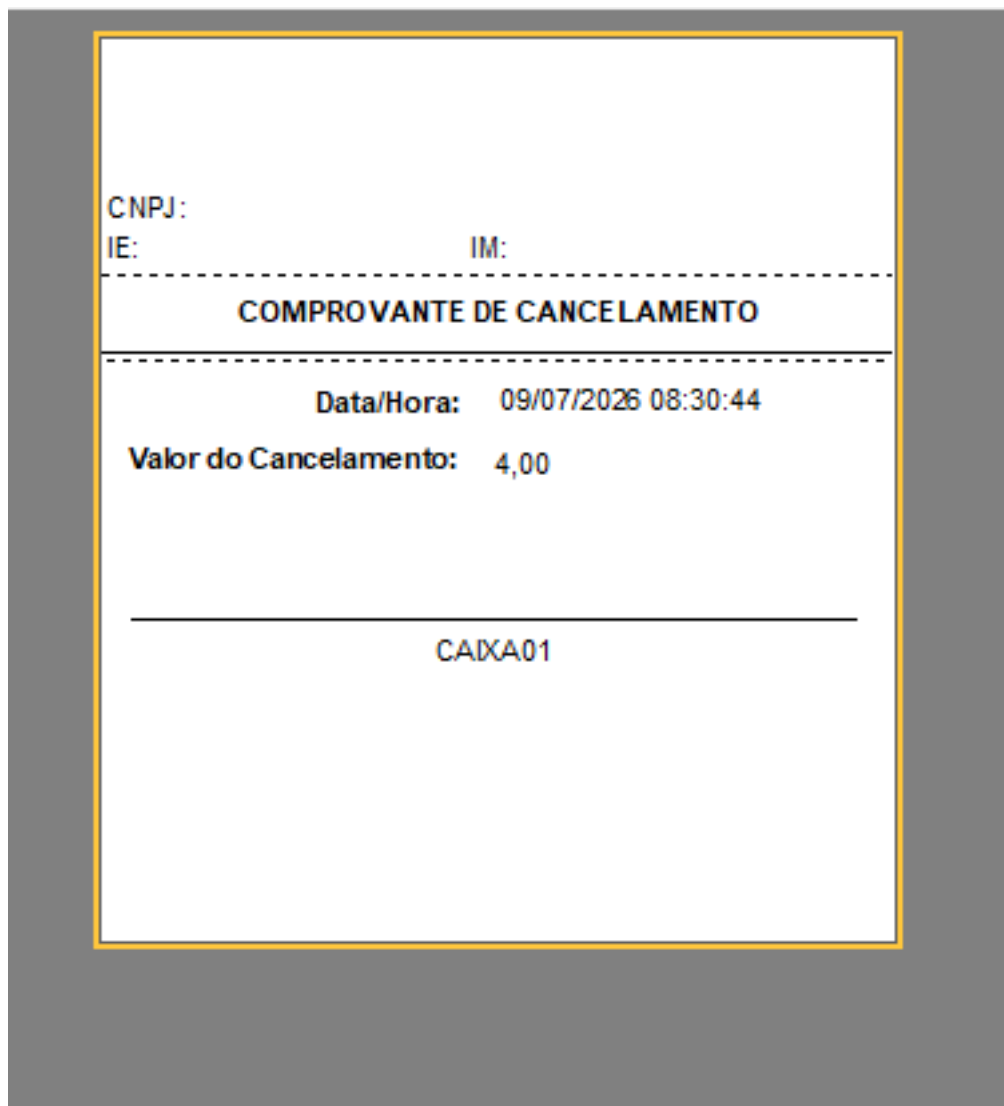 CNPJ:
IE: IM:
COMPROVANTE DE CANCELAMENTO
Data/Hora: 09/07/2026 08:30:44
Valor do Cancelamento: 4,00
CAIXA01